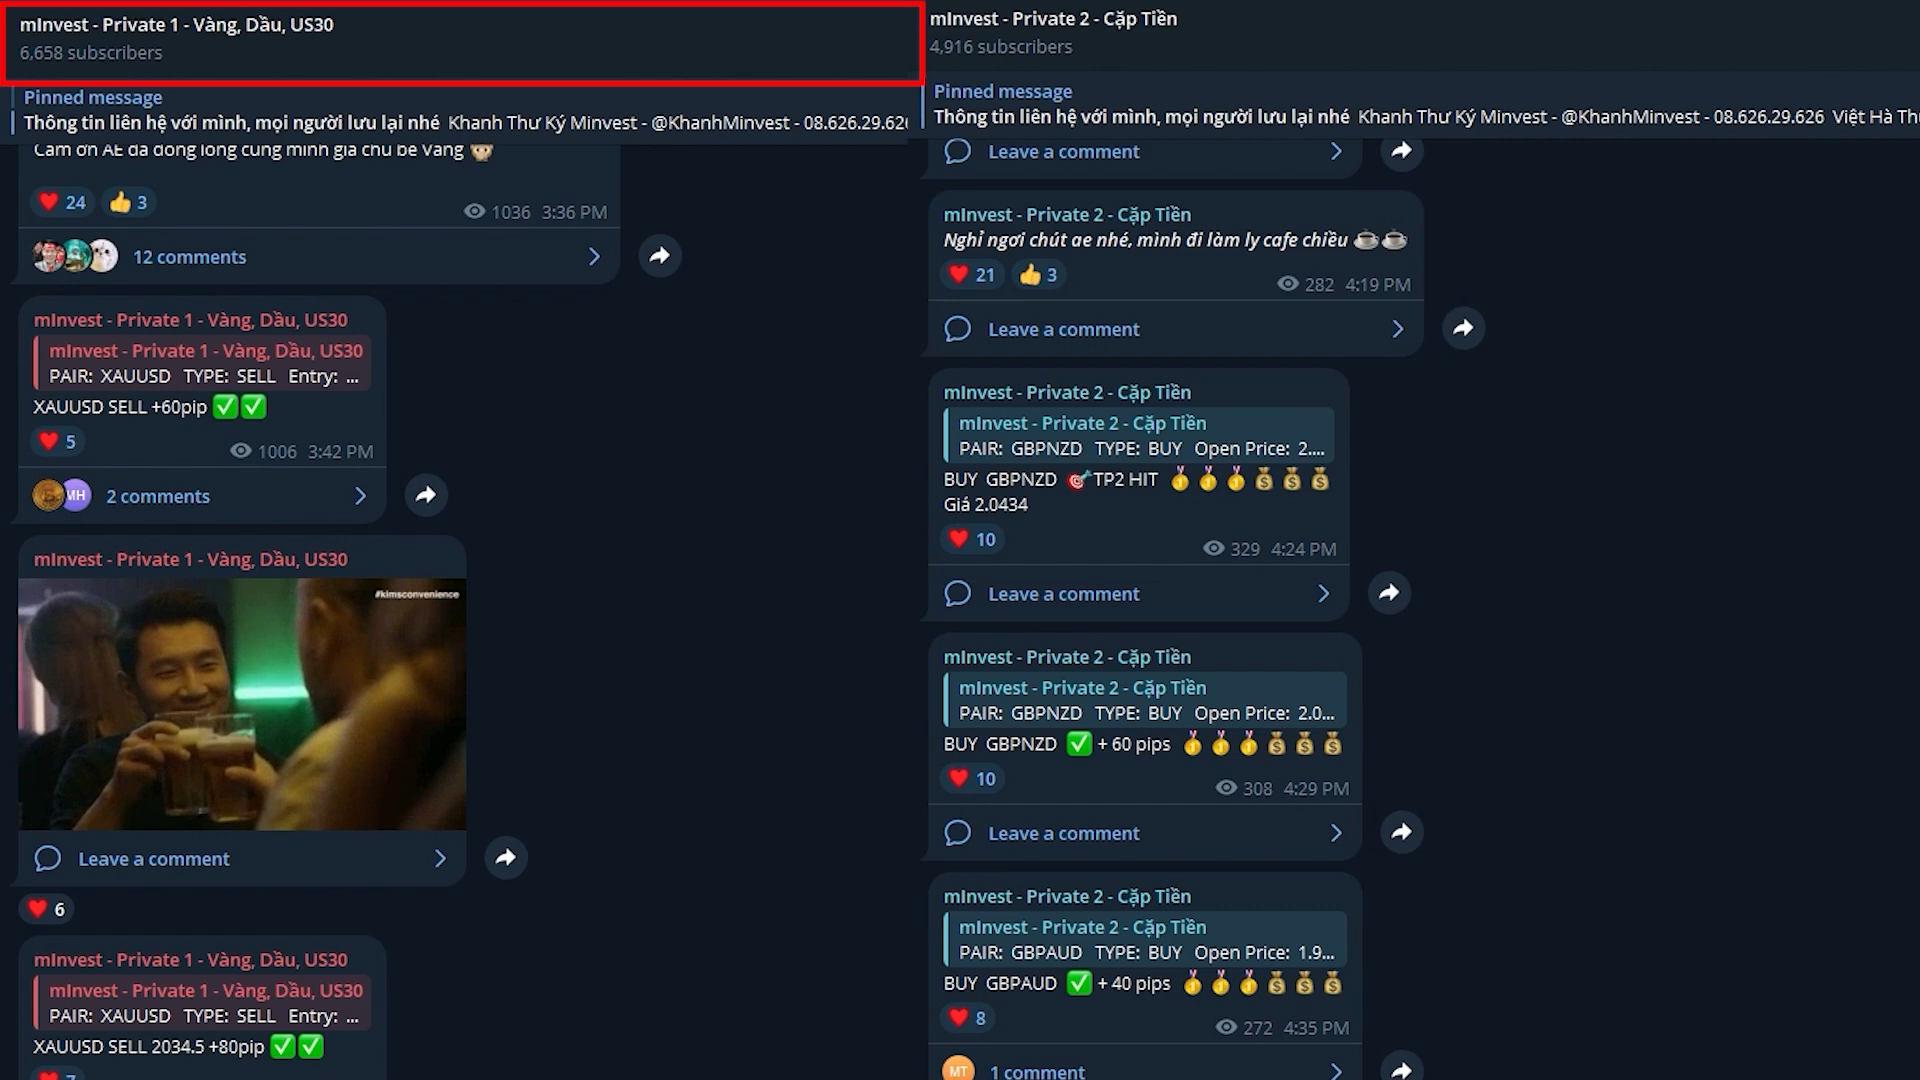 mInvest - Private 1 - Vàng, Dầu, US30
6,658 subscribers
Pinned message
Thông tin liên hệ với mình, mọi người lưu lại nhé Khanh Thư Ký Minvest - @KhanhMinvest - 08.626.29.62
Cảm ơn AE đã đồng lòng cùng mình giá chú bé Vàng
24
3
1036 3:36 PM
12 comments
mInvest - Private 1 - Vàng, Dầu, US30
mInvest - Private 1 - Vàng, Dầu, US30
PAIR: XAUUSD TYPE: SELL Entry: ...
XAUUSD SELL +60pip ✅✅
5
1006 3:42 PM
MH
2 comments
mInvest - Private 1 - Vàng, Dầu, US30
#kimsconvenience
Leave a comment
6
mInvest - Private 1 - Vàng, Dầu, US30
mInvest - Private 1 - Vàng, Dầu, US30
PAIR: XAUUSD TYPE: SELL Entry: ...
XAUUSD SELL 2034.5 +80pip ✅✅
7
mInvest - Private 2 - Cặp Tiền
4,916 subscribers
Pinned message
Thông tin liên hệ với mình, mọi người lưu lại nhé Khanh Thư Ký Minvest - @KhanhMinvest - 08.626.29.626 Việt Hà Th
Leave a comment
mInvest - Private 2 - Cặp Tiền
Nghỉ ngơi chút ae nhé, mình đi làm ly cafe chiều ☕☕
21
3
282 4:19 PM
Leave a comment
mInvest - Private 2 - Cặp Tiền
mInvest - Private 2 - Cặp Tiền
PAIR: GBPNZD TYPE: BUY Open Price: 2....
BUY GBPNZD 🎯TP2 HIT 🥇🥇🥇💰💰💰
Giá 2.0434
10
329 4:24 PM
Leave a comment
mInvest - Private 2 - Cặp Tiền
mInvest - Private 2 - Cặp Tiền
PAIR: GBPNZD TYPE: BUY Open Price: 2.0...
BUY GBPNZD ✅ + 60 pips 🥇🥇🥇💰💰💰
10
308 4:29 PM
Leave a comment
mInvest - Private 2 - Cặp Tiền
mInvest - Private 2 - Cặp Tiền
PAIR: GBPAUD TYPE: BUY Open Price: 1.9...
BUY GBPAUD ✅ + 40 pips 🥇🥇🥇💰💰💰
8
272 4:35 PM
MT
1 comment